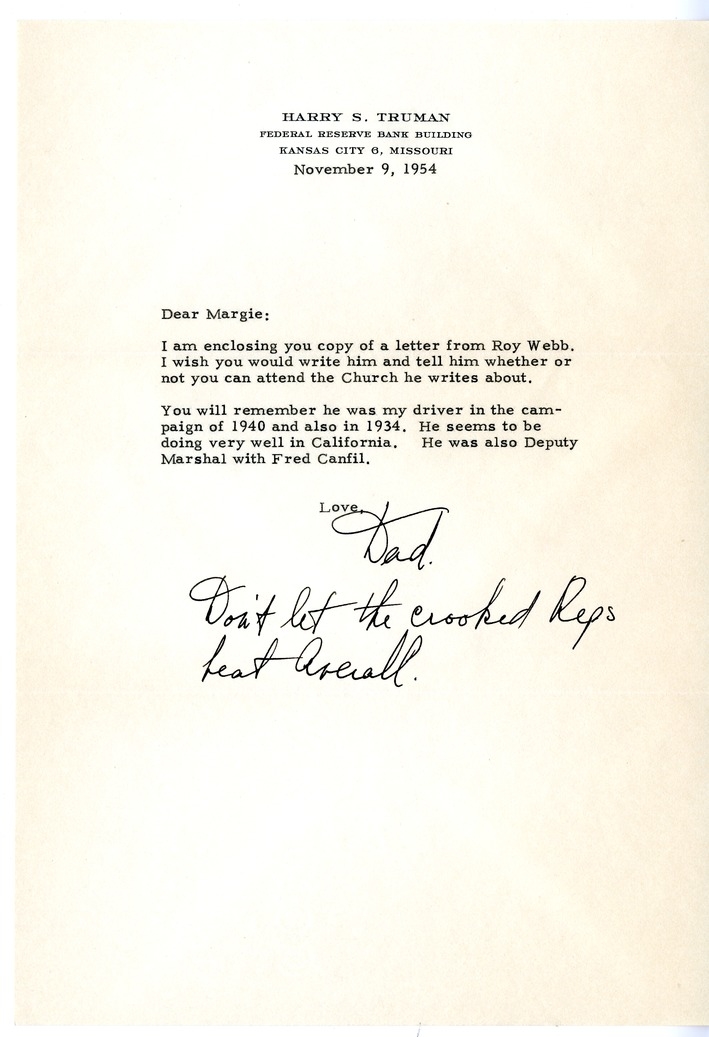 HARRY S. TRUMAN
FEDERAL RESERVE BANK BUILDING
KANSAS CITY 6, MISSOURI
November 9, 1954
Dear Margie:
I am enclosing you copy of a letter from Roy Webb.
I wish you would write him and tell him whether or
not you can attend the Church he writes about.
You will remember he was my driver in the cam-
paign of 1940 and also in 1934. He seems to be
doing very well in California. He was also Deputy
Marshal with Fred Canfil.
Love,
Dad.
Don't let the crooked Reps
beat Averall.